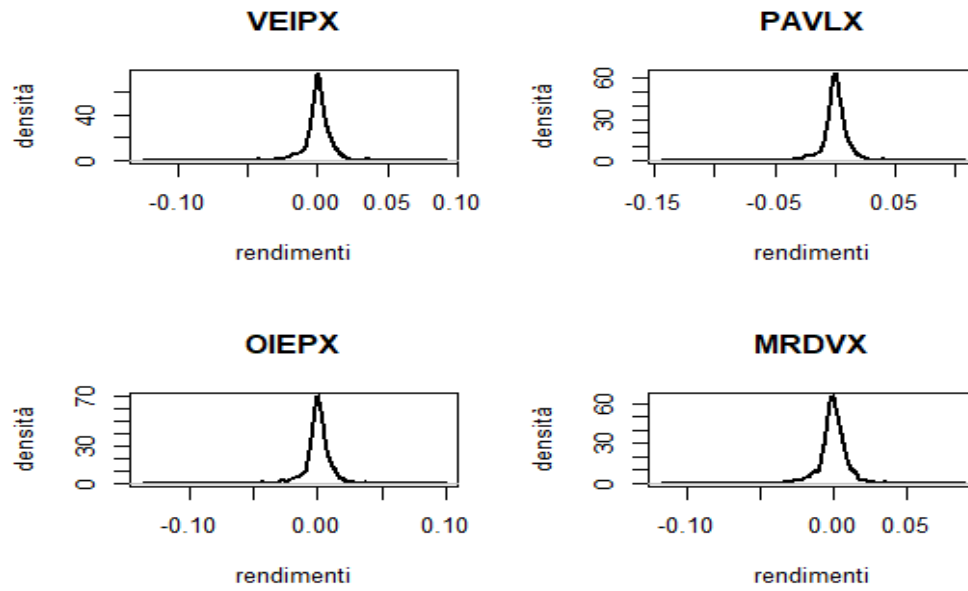 VEIPX
densità
40
0
-0.10 0.00 0.05 0.10
rendimenti
PAVLX
densità
60
30
0
-0.15 -0.05 0.05
rendimenti
OIEPX
densità
70
30
0
-0.10 0.00 0.10
rendimenti
MRDVX
densità
60
30
0
-0.10 0.00 0.05
rendimenti